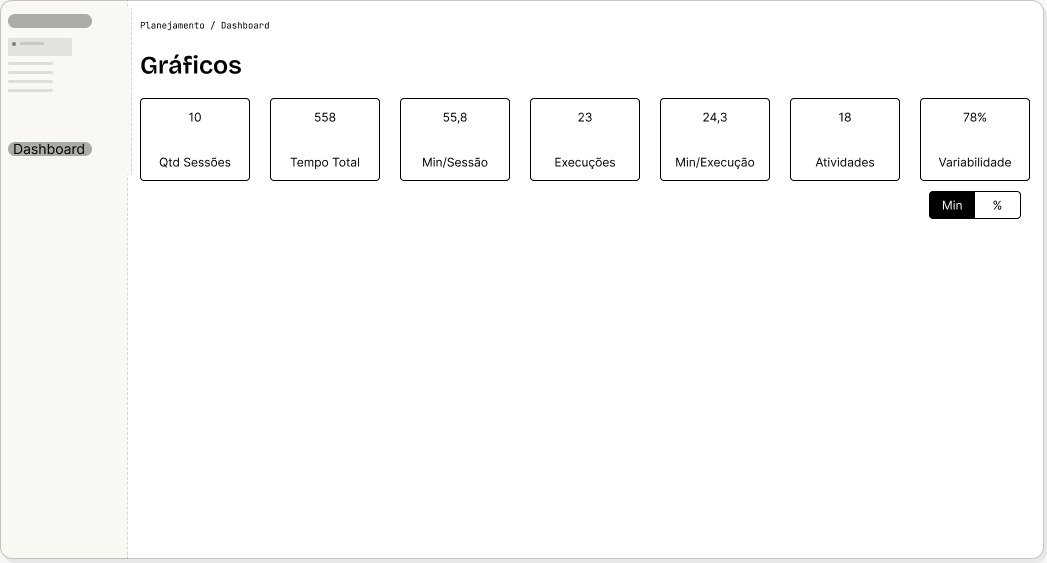 Planejamento / Dashboard
Gráficos
10
Qtd Sessões
558
Tempo Total
55,8
Min/Sessão
23
Execuções
24,3
Min/Execução
18
Atividades
78%
Variabilidade
Min
%
Dashboard